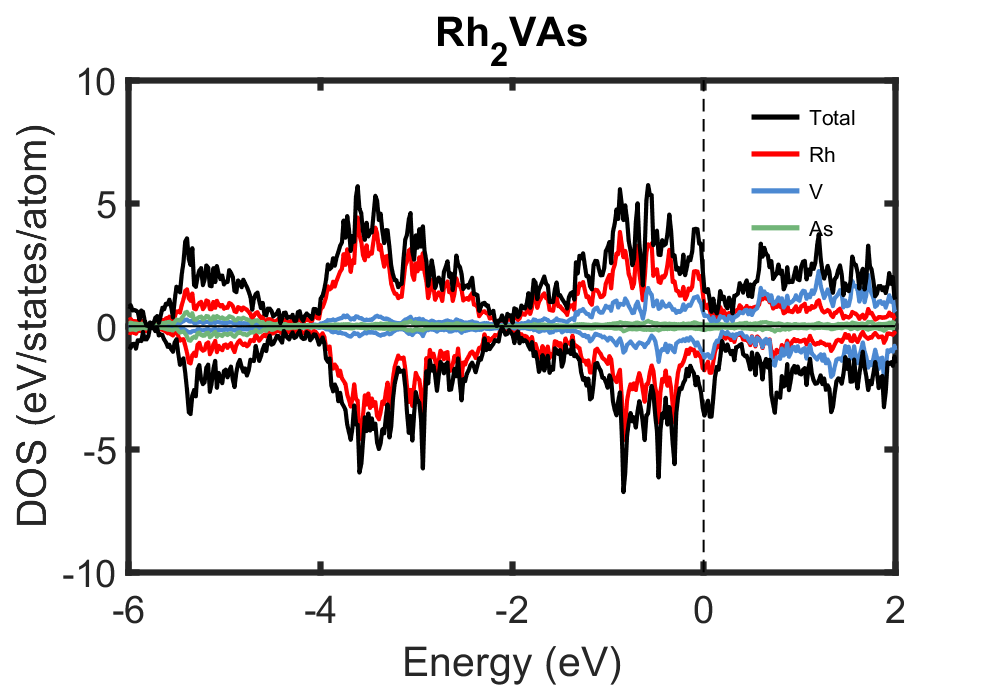 Rh₂VAs
10
5
0
-5
-10
DOS (eV/states/atom)
Total
Rh
V
As
-6
-4
-2
0
2
Energy (eV)